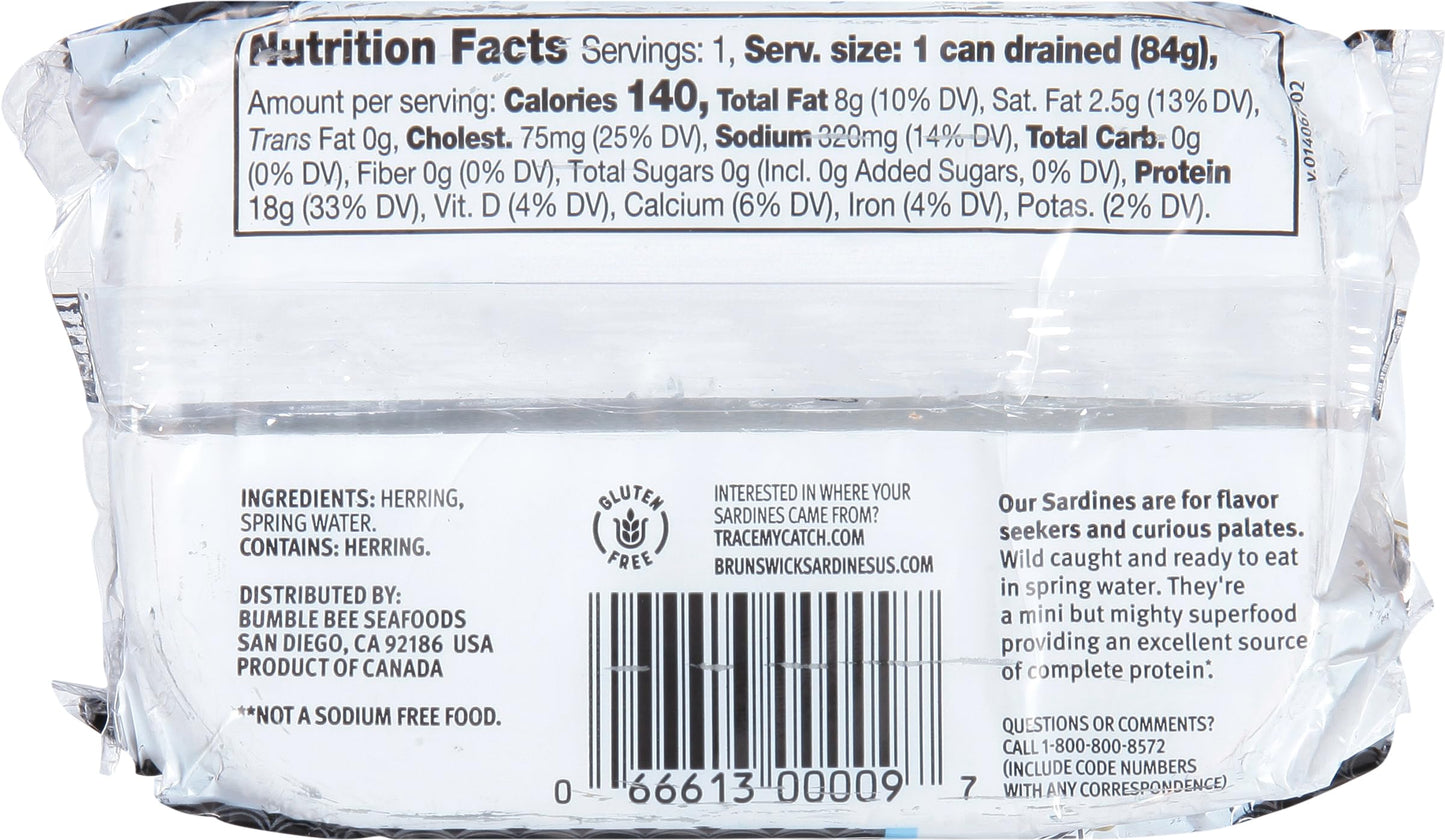 Nutrition Facts Servings: 1, Serv. size: 1 can drained (84g),
Amount per serving: Calories 140, Total Fat 8g (10% DV), Sat. Fat 2.5g (13% DV),
Trans Fat 0g, Cholest. 75mg (25% DV), Sodium 320mg (14% DV), Total Carb. 0g
(0% DV), Fiber 0g (0% DV), Total Sugars 0g (Incl. 0g Added Sugars, 0% DV), Protein
18g (33% DV), Vit. D (4% DV), Calcium (6% DV), Iron (4% DV), Potas. (2% DV).
INGREDIENTS: HERRING,
SPRING WATER.
CONTAINS: HERRING.
DISTRIBUTED BY:
BUMBLE BEE SEAFOODS
SAN DIEGO, CA 92186 USA
PRODUCT OF CANADA
***NOT A SODIUM FREE FOOD.
GLUTEN
FREE
INTERESTED IN WHERE YOUR
SARDINES CAME FROM?
TRACEMYCATCH.COM
BRUNSWICKSARDINESUS.COM
0 66613 00009 7
Our Sardines are for flavor
seekers and curious palates.
Wild caught and ready to eat
in spring water. They're
a mini but mighty superfood
providing an excellent source
of complete protein*.
QUESTIONS OR COMMENTS?
CALL 1-800-800-8572
(INCLUDE CODE NUMBERS
WITH ANY CORRESPONDENCE)